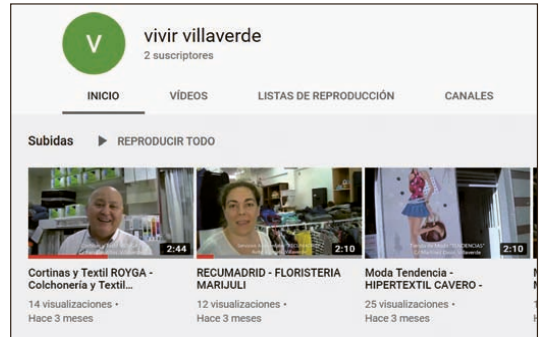 V
vivir villaverde
2 suscriptores
INICIO VÍDEOS LISTAS DE REPRODUCCIÓN CANALES
Subidas REPRODUCIR TODO
2:44
2:10
"TENDENCIAS"
2:10
Cortinas y Textil ROYGA -
Colchonería y Textil...
14 visualizaciones •
Hace 3 meses
RECUMADRID - FLORISTERIA
MARIJULI
12 visualizaciones •
Hace 3 meses
Moda Tendencia -
HIPERTEXTIL CAVERO -
25 visualizaciones •
Hace 3 meses